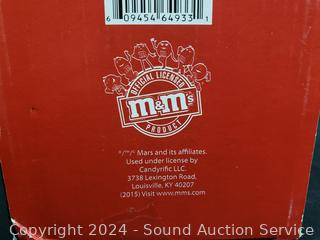 6 09454 64933 1
OFFICIAL LICENSED
m&m's
PRODUCT
®/™/© Mars and its affiliates.
Used under license by
Candyrific LLC.
3738 Lexington Road,
Louisville, KY 40207
(2015) Visit www.mms.com
Copyright 2024 - Sound Auction Service